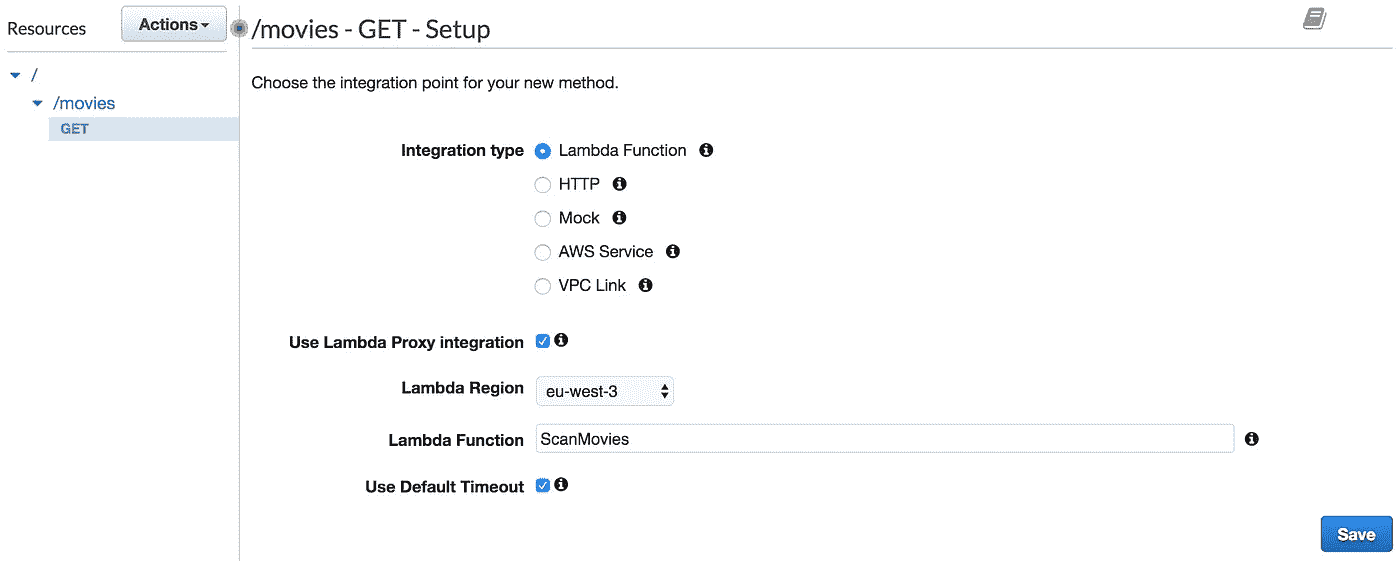 Resources
Actions
/movies - GET - Setup
/
/movies
GET
Choose the integration point for your new method.
Integration type
Lambda Function
HTTP
Mock
AWS Service
VPC Link
Use Lambda Proxy integration
Lambda Region
eu-west-3
Lambda Function
ScanMovies
Use Default Timeout
Save